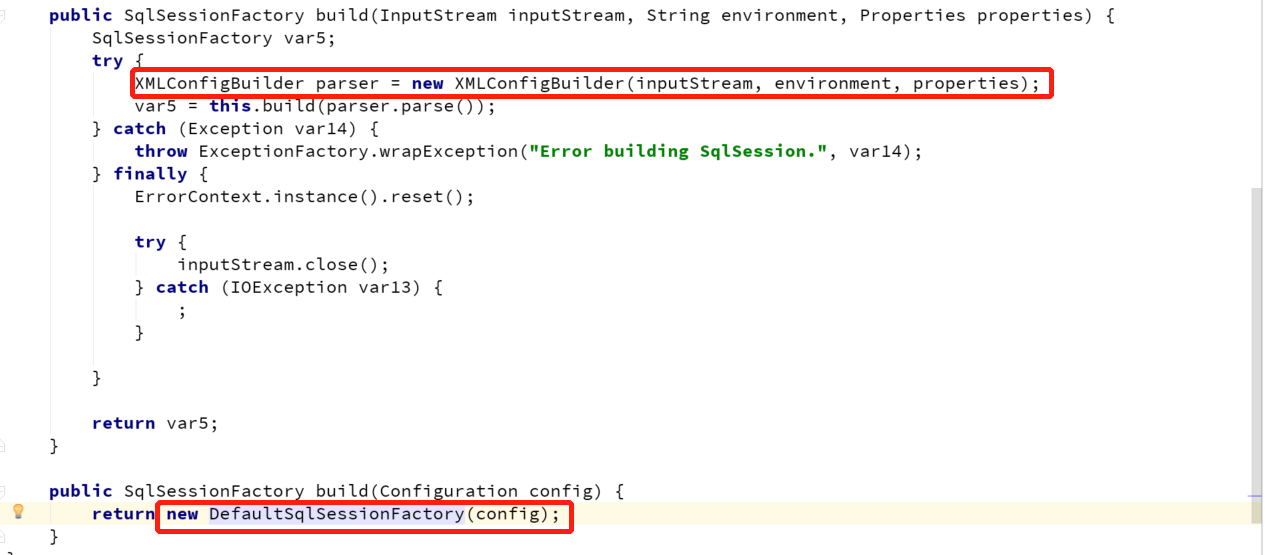 public SqlSessionFactory build(InputStream inputStream, String environment, Properties properties) {
SqlSessionFactory var5;
try {
XMLConfigBuilder parser = new XMLConfigBuilder(inputStream, environment, properties);
var5 = this.build(parser.parse());
} catch (Exception var14) {
throw ExceptionFactory.wrapException("Error building SqlSession.", var14);
} finally {
ErrorContext.instance().reset();
try {
inputStream.close();
} catch (IOException var13) {
;
}
}
return var5;
}
public SqlSessionFactory build(Configuration config) {
return new DefaultSqlSessionFactory(config);
}